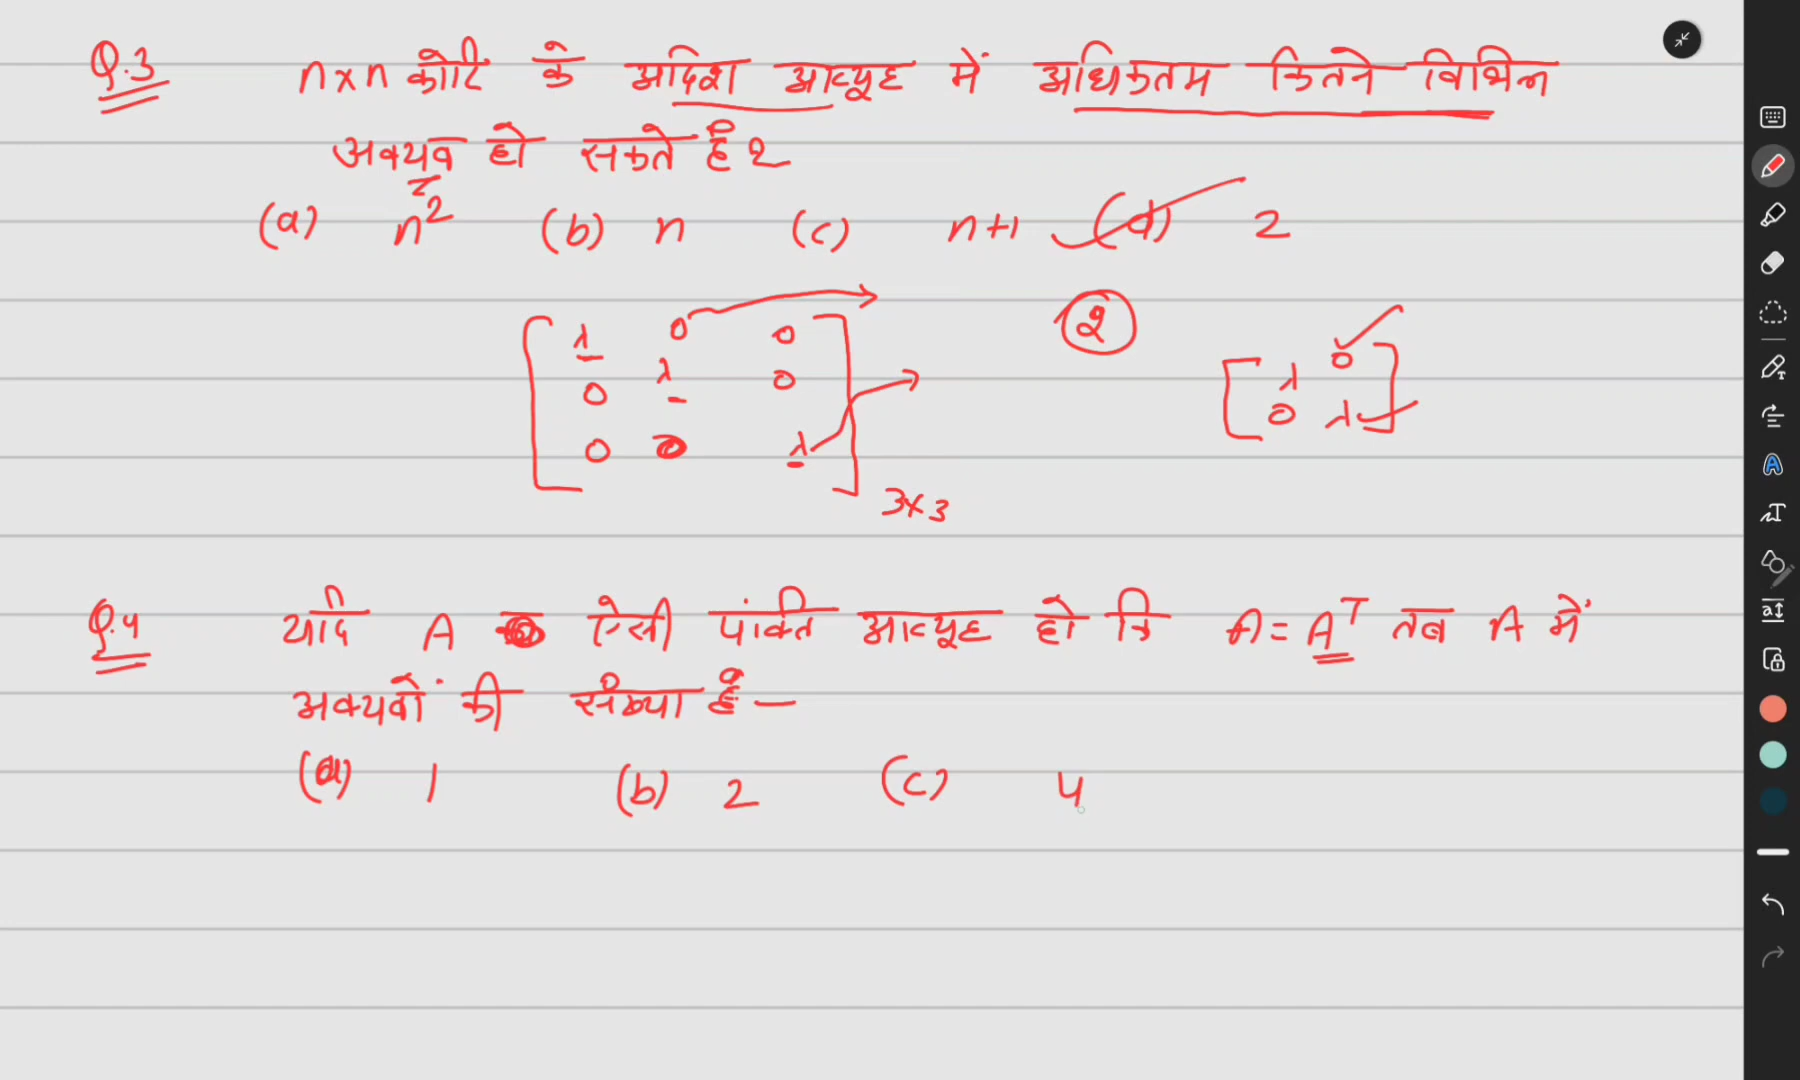 Q.3 n×n कोटि के अदिश आव्यूह में अधिकतम कितने विभिन्न
अवयव हो सकते हैं?
(a) n² (b) n (c) n+1 (d) 2
λ 0 0
0 λ 0
0 0 λ
3×3
2
λ 0
0 λ
Q.4 यदि A ऐसी पंक्ति आव्यूह हो कि A = Aᵀ तब A में
अवयवों की संख्या है —
(a) 1 (b) 2 (c) 4